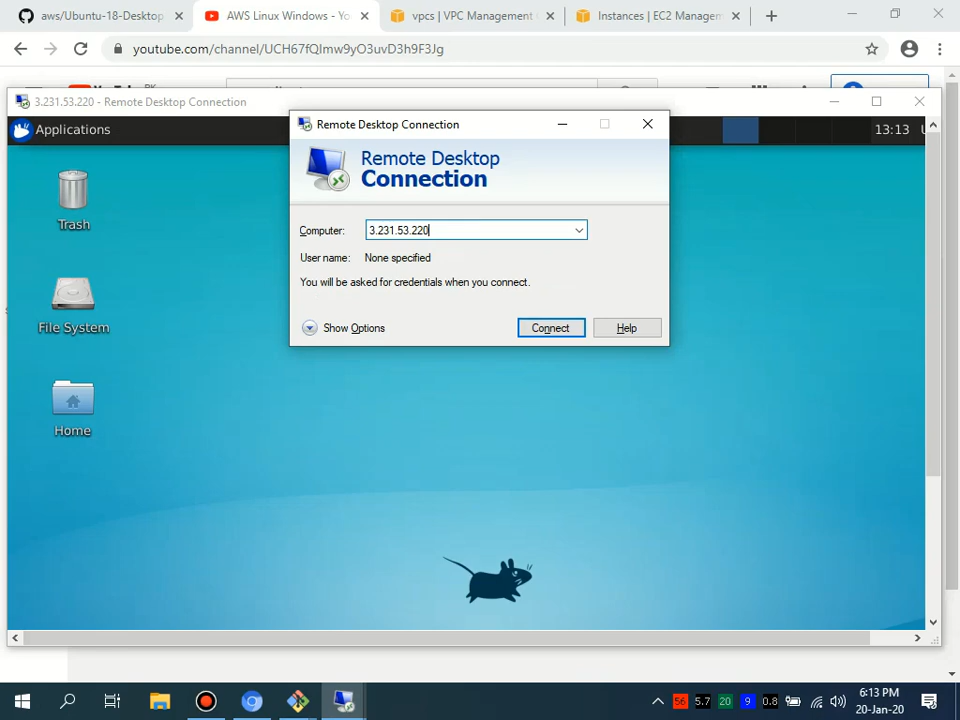 aws/Ubuntu-18-Desktop
AWS Linux Windows - Yo
vpcs | VPC Management
Instances | EC2 Managem
youtube.com/channel/UCH67fQImw9yO3uvD3h9F3Jg
3.231.53.220 - Remote Desktop Connection
Applications
13:13
Remote Desktop Connection
Remote Desktop
Connection
Computer:
3.231.53.220
User name:
None specified
You will be asked for credentials when you connect.
Show Options
Connect
Help
Trash
File System
Home
56
5.7
20
9
0.8
6:13 PM
20-Jan-20